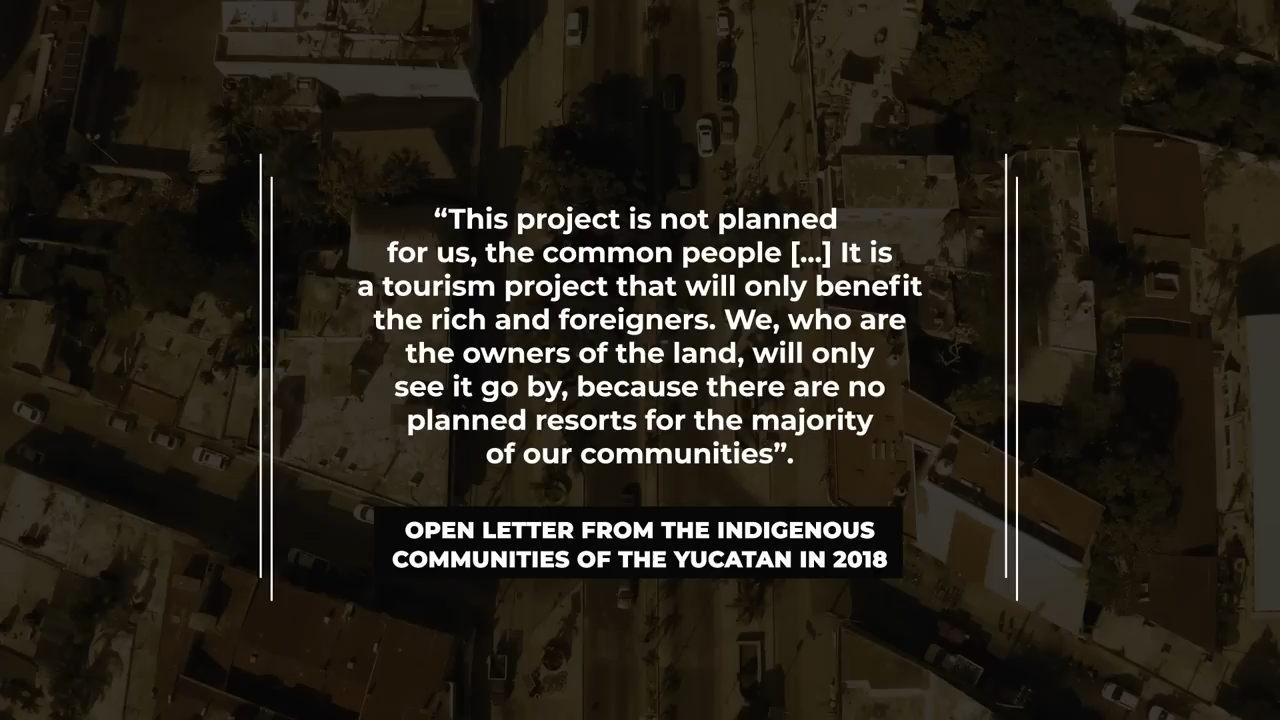 “This project is not planned
for us, the common people [...] It is
a tourism project that will only benefit
the rich and foreigners. We, who are
the owners of the land, will only
see it go by, because there are no
planned resorts for the majority
of our communities”.
OPEN LETTER FROM THE INDIGENOUS
COMMUNITIES OF THE YUCATAN IN 2018